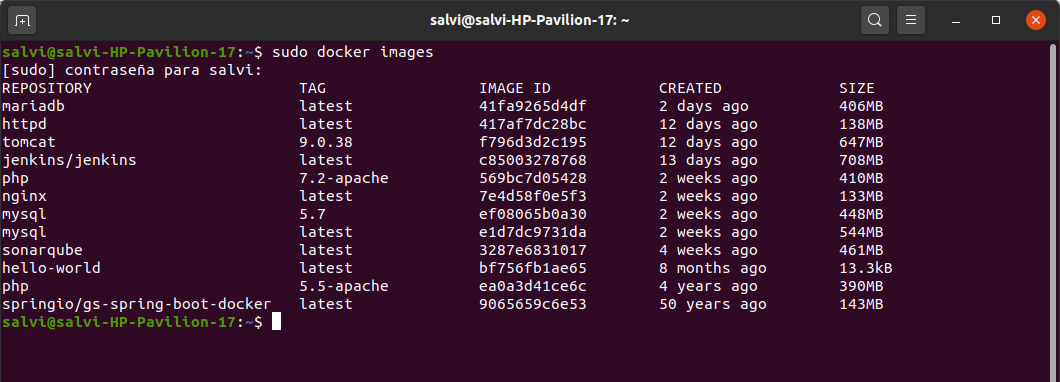 salvi@salvi-HP-Pavilion-17: ~
salvi@salvi-HP-Pavilion-17:~$ sudo docker images
[sudo] contraseña para salvi:
REPOSITORY TAG IMAGE ID CREATED SIZE
mariadb latest 41fa9265d4df 2 days ago 406MB
httpd latest 417af7dc28bc 12 days ago 138MB
tomcat 9.0.38 f796d3d2c195 12 days ago 647MB
jenkins/jenkins latest c85003278768 13 days ago 708MB
php 7.2-apache 569bc7d05428 2 weeks ago 410MB
nginx latest 7e4d58f0e5f3 2 weeks ago 133MB
mysql 5.7 ef08065b0a30 2 weeks ago 448MB
mysql latest e1d7dc9731da 2 weeks ago 544MB
sonarqube latest 3287e6831017 4 weeks ago 461MB
hello-world latest bf756fb1ae65 8 months ago 13.3kB
php 5.5-apache ea0a3d41ce6c 4 years ago 390MB
springio/gs-spring-boot-docker latest 9065659c6e53 50 years ago 143MB
salvi@salvi-HP-Pavilion-17:~$